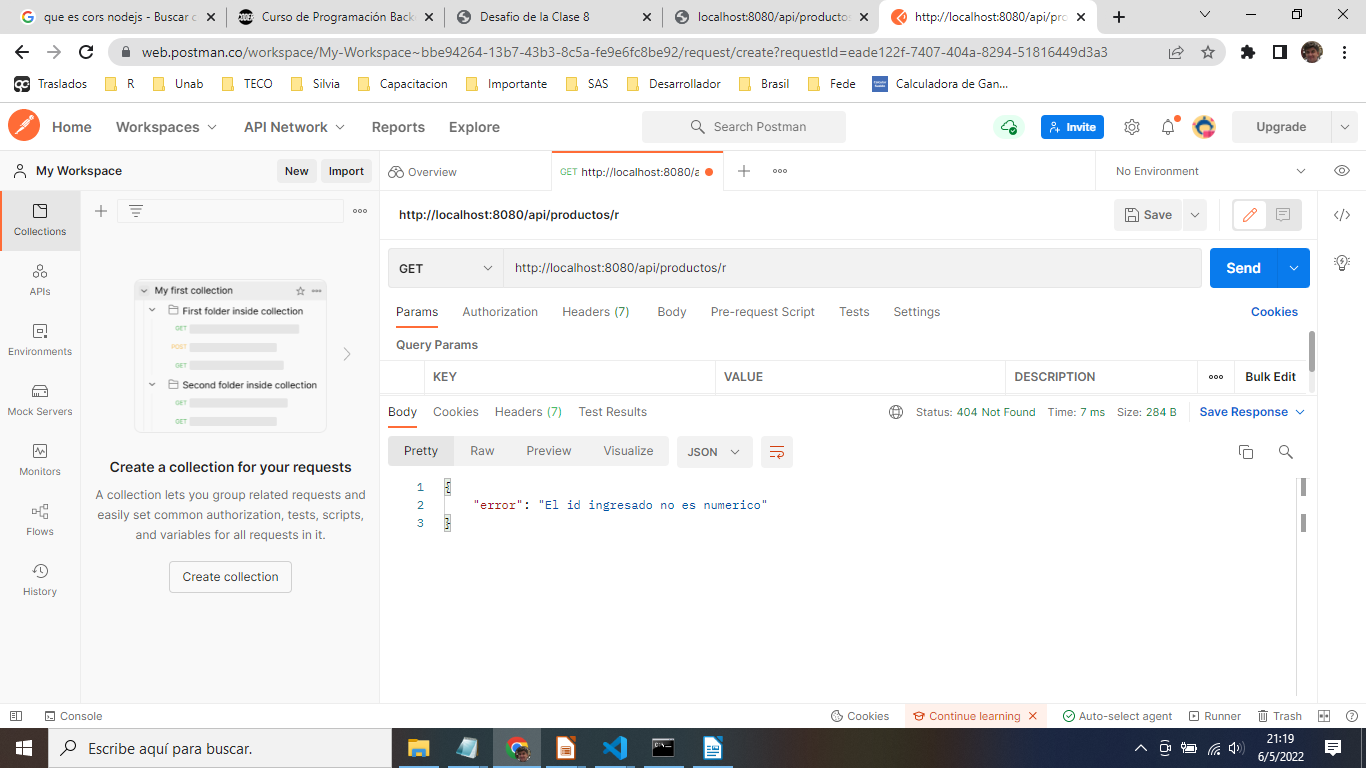 que es cors nodejs - Buscar c
Curso de Programación Back
Desafío de la Clase 8
localhost:8080/api/productos
http://localhost:8080/api/pro
web.postman.co/workspace/My-Workspace~bbe94264-13b7-43b3-8c5a-fe9e6fc8be92/request/create?requestId=eade122f-7407-404a-8294-51816449d3a3
Traslados R Unab TECO Silvia Capacitacion Importante SAS Desarrollador Brasil Fede Calculadora de Gan...
Home Workspaces API Network Reports Explore Search Postman Invite Upgrade
My Workspace New Import Overview GET http://localhost:8080/a No Environment
Collections
APIs
Environments
Mock Servers
Monitors
Flows
History
My first collection
First folder inside collection
GET
POST
GET
Second folder inside collection
GET
GET
Create a collection for your requests
A collection lets you group related requests and
easily set common authorization, tests, scripts,
and variables for all requests in it.
Create collection
http://localhost:8080/api/productos/r Save
GET http://localhost:8080/api/productos/r Send
Params Authorization Headers (7) Body Pre-request Script Tests Settings Cookies
Query Params
KEY VALUE DESCRIPTION Bulk Edit
Body Cookies Headers (7) Test Results Status: 404 Not Found Time: 7 ms Size: 284 B Save Response
Pretty Raw Preview Visualize JSON
1 {
2 "error": "El id ingresado no es numerico"
3 }
Console Cookies Continue learning Auto-select agent Runner Trash
Escribe aquí para buscar.
21:19
6/5/2022